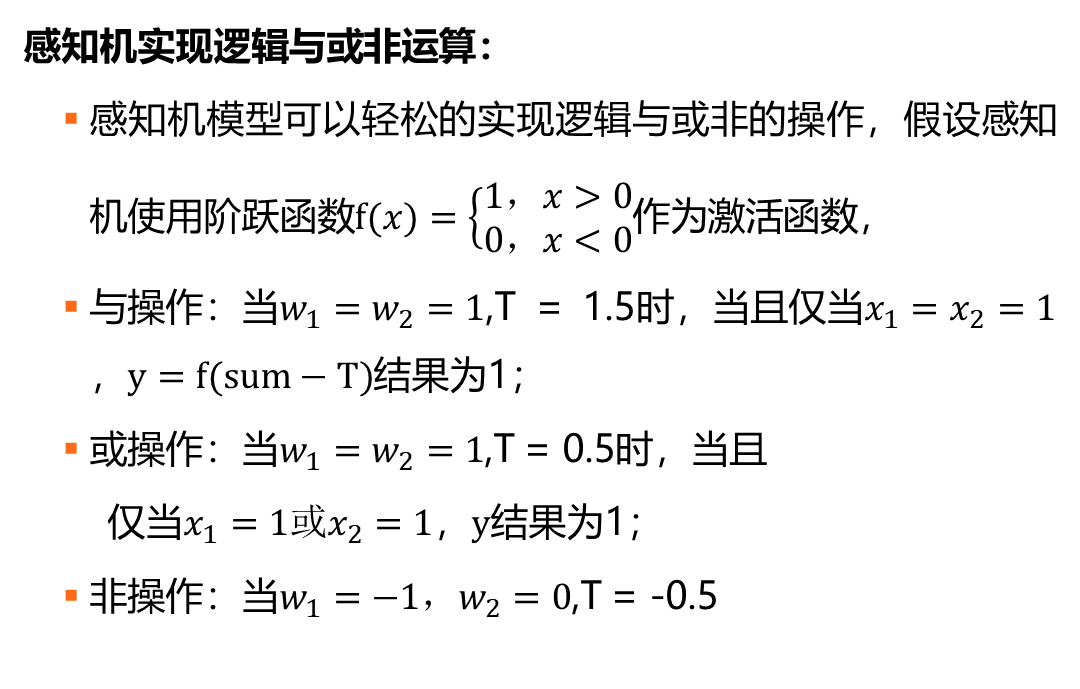 感知机实现逻辑与或非运算：
▪ 感知机模型可以轻松的实现逻辑与或非的操作，假设感知
机使用阶跃函数f(x) = {1，x > 0
0，x < 0 作为激活函数，
▪ 与操作：当w₁ = w₂ = 1,T = 1.5时，当且仅当x₁ = x₂ = 1
，y = f(sum − T)结果为1；
▪ 或操作：当w₁ = w₂ = 1,T = 0.5时，当且
仅当x₁ = 1或x₂ = 1，y结果为1；
▪ 非操作：当w₁ = −1，w₂ = 0,T = -0.5